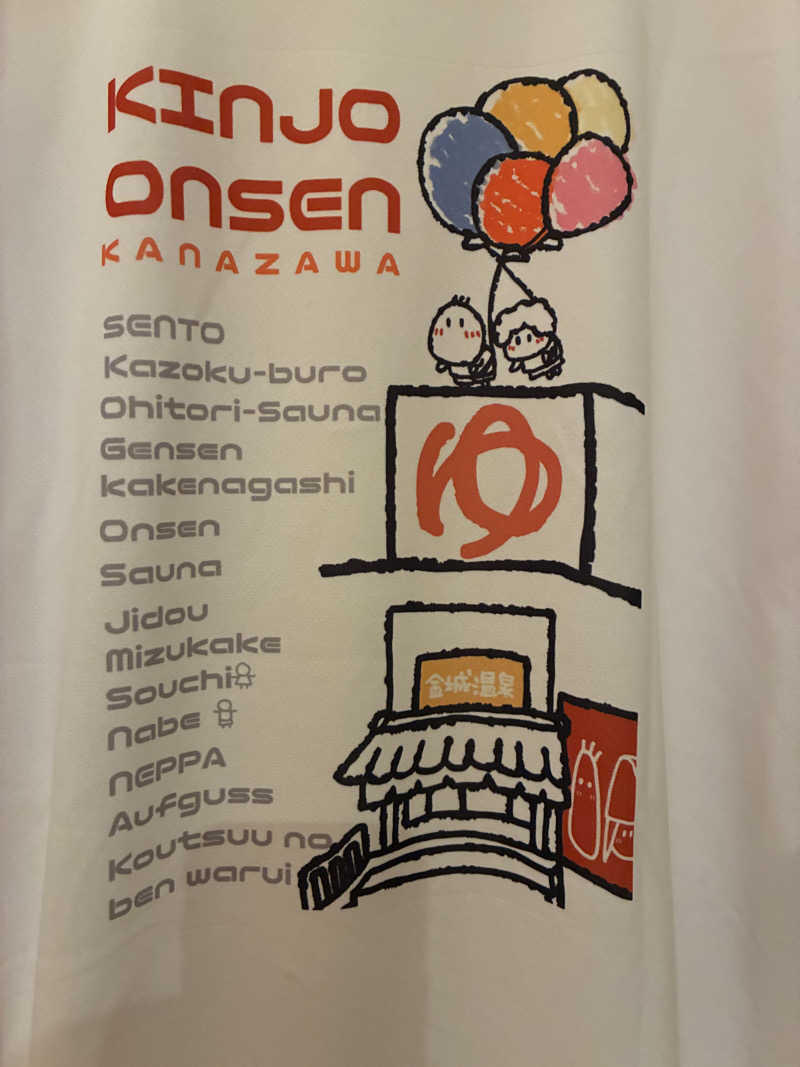 KINJO
ONSEN
KANAZAWA
SENTO
Kazoku-buro
Ohitori-Sauna
Gensen
kakenagashi
Onsen
Sauna
Jidou
Mizukake
Souchi
Nabe
NEPPA
Aufguss
Koutsuu no
ben warui
ゆ
金城温泉